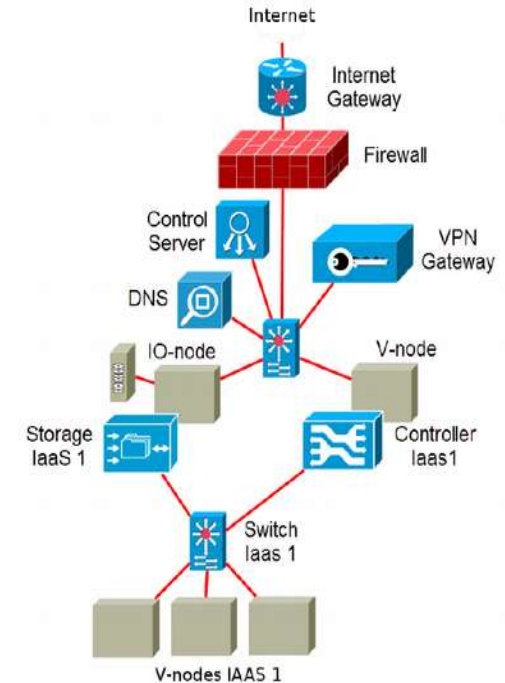 Internet
Internet
Gateway
Firewall
Control
Server
VPN
Gateway
DNS
IO-node
V-node
Storage
IaaS 1
Controller
Iaas1
Switch
Iaas 1
V-nodes IAAS 1